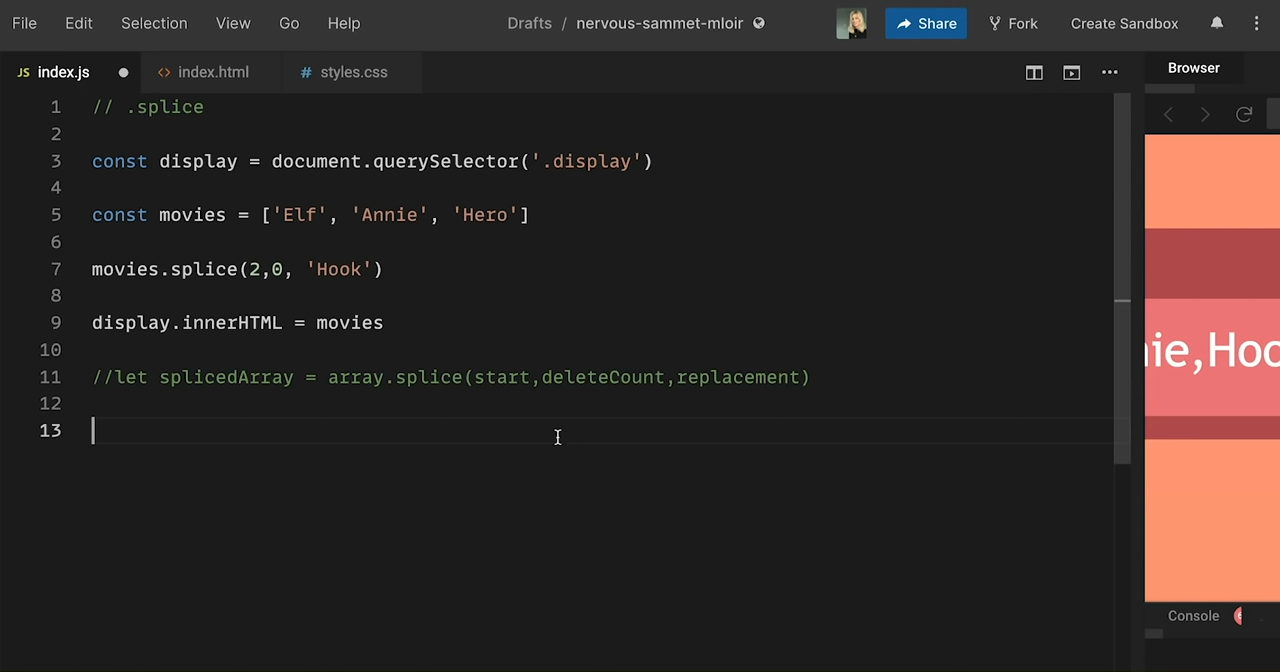 File Edit Selection View Go Help Drafts / nervous-sammet-mloir Share Fork Create Sandbox
JS index.js <> index.html # styles.css ••• Browser
1 // .splice
2
3 const display = document.querySelector('.display')
4
5 const movies = ['Elf', 'Annie', 'Hero']
6
7 movies.splice(2,0, 'Hook')
8
9 display.innerHTML = movies
10
11 //let splicedArray = array.splice(start,deleteCount,replacement)
12
13
nie,Hoo
Console